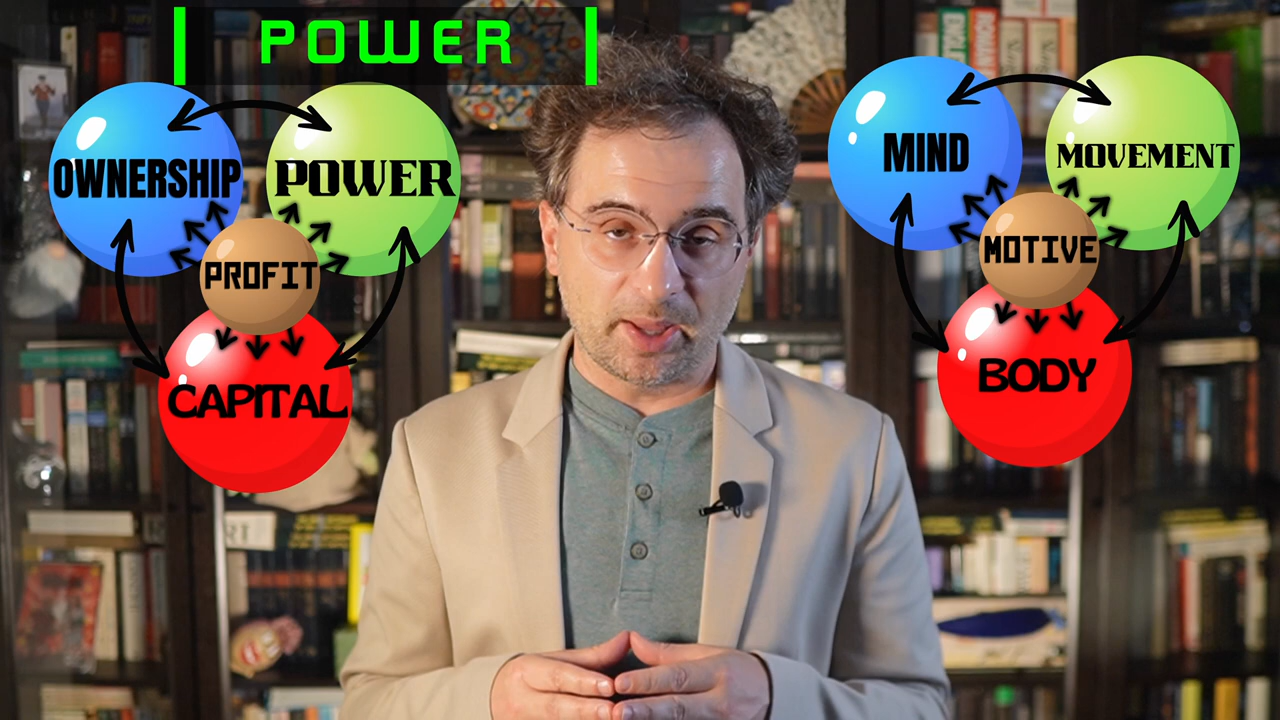 POWER
OWNERSHIP
POWER
PROFIT
CAPITAL
MIND
MOVEMENT
MOTIVE
BODY